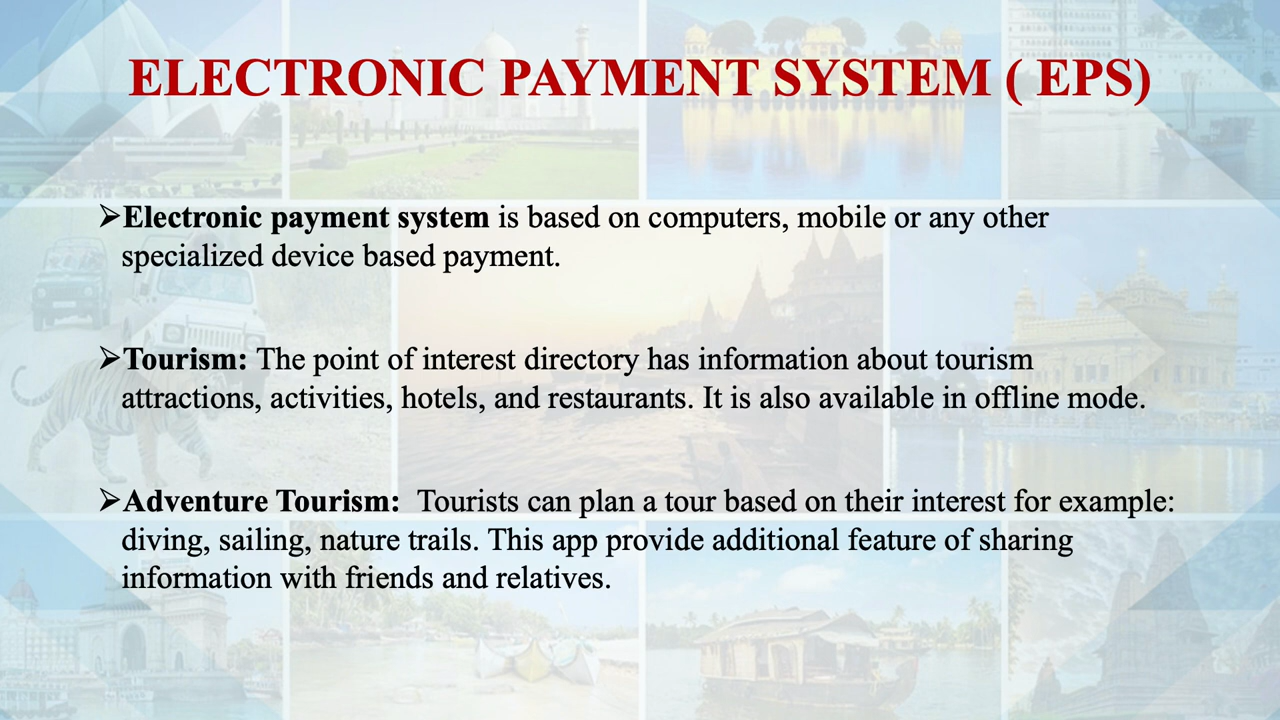 ELECTRONIC PAYMENT SYSTEM ( EPS)
➢Electronic payment system is based on computers, mobile or any other
specialized device based payment.
➢Tourism: The point of interest directory has information about tourism
attractions, activities, hotels, and restaurants. It is also available in offline mode.
➢Adventure Tourism:  Tourists can plan a tour based on their interest for example:
diving, sailing, nature trails. This app provide additional feature of sharing
information with friends and relatives.